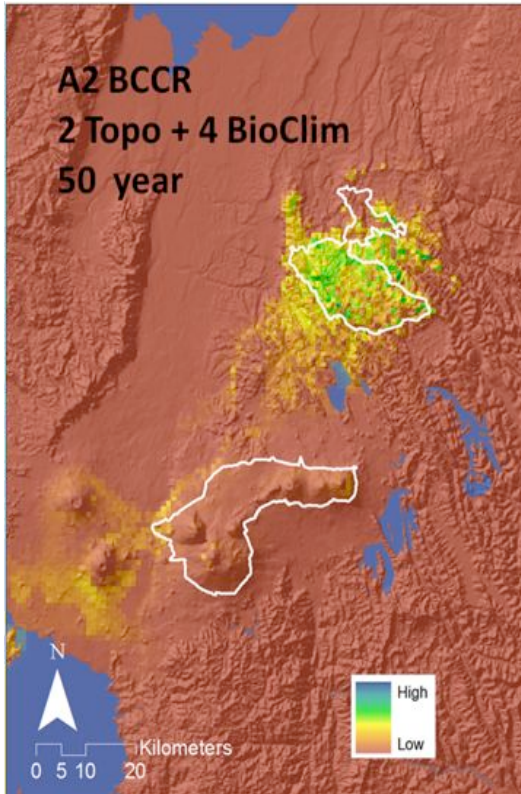 A2 BCCR
2 Topo + 4 BioClim
50 year
High
Low
N
Kilometers
0 5 10 20